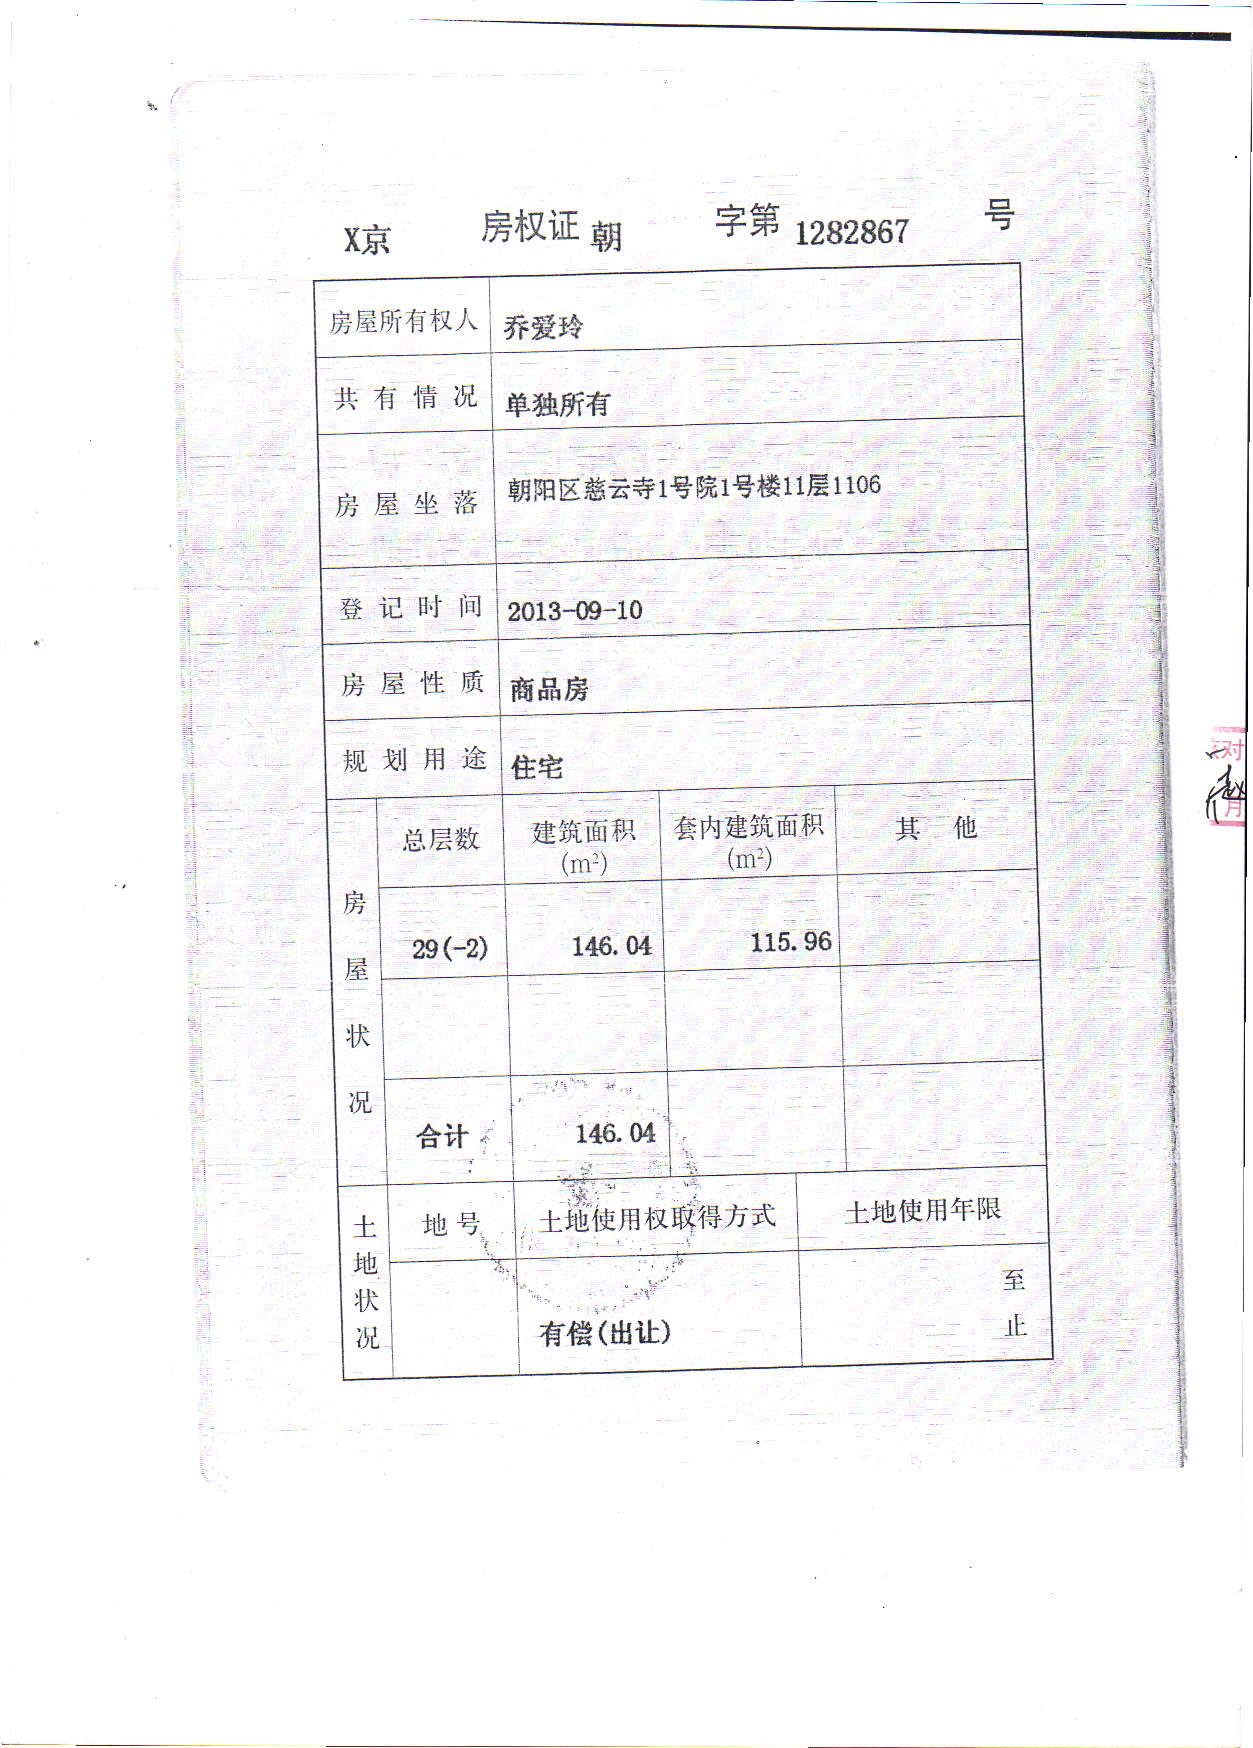 X京 房权证 朝 字第 1282867 号
房屋所有权人 乔爱玲
共有情况 单独所有
房屋坐落 朝阳区慈云寺1号院1号楼11层1106
登记时间 2013-09-10
房屋性质 商品房
规划用途 住宅
房屋状况
总层数 建筑面积(m²) 套内建筑面积(m²) 其他
29(-2) 146.04 115.96
合计 146.04
土地状况
地号 土地使用权取得方式 土地使用年限
有偿(出让) 至
止
对
月